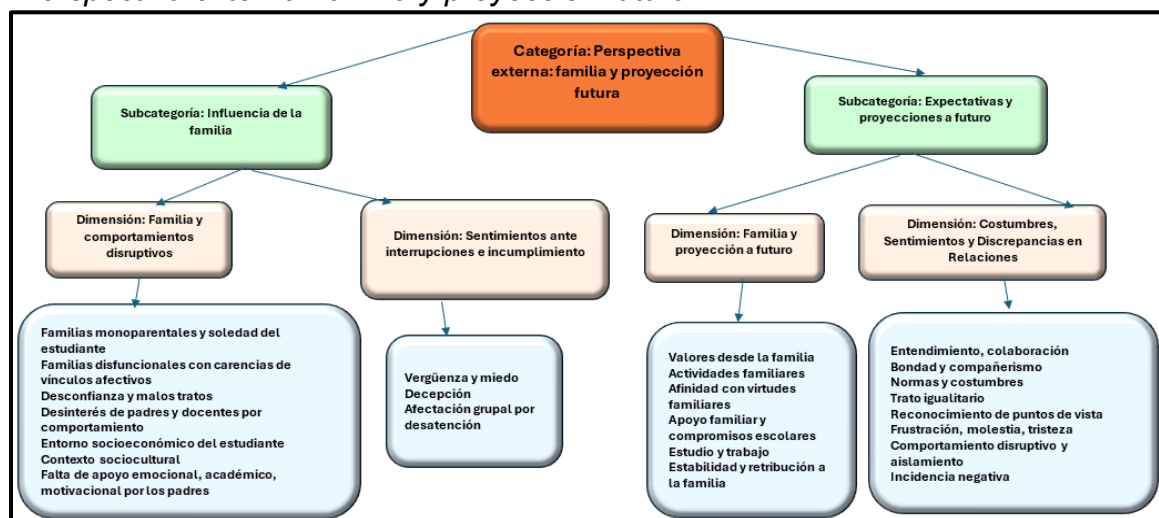 Categoría: Perspectiva
externa: familia y proyección
futura
Subcategoría: Influencia de la
familia
Subcategoría: Expectativas y
proyecciones a futuro
Dimensión: Familia y
comportamientos
disruptivos
Dimensión: Sentimientos ante
interrupciones e incumplimiento
Dimensión: Familia y
proyección a futuro
Dimensión: Costumbres,
Sentimientos y Discrepancias en
Relaciones
Familias monoparentales y soledad del
estudiante
Familias disfuncionales con carencias de
vínculos afectivos
Desconfianza y malos tratos
Desinterés de padres y docentes por
comportamiento
Entorno socioeconómico del estudiante
Contexto sociocultural
Falta de apoyo emocional, académico,
motivacional por los padres
Vergüenza y miedo
Decepción
Afectación grupal por
desatención
Valores desde la familia
Actividades familiares
Afinidad con virtudes
familiares
Apoyo familiar y
compromisos escolares
Estudio y trabajo
Estabilidad y retribución a
la familia
Entendimiento, colaboración
Bondad y compañerismo
Normas y costumbres
Trato igualitario
Reconocimiento de puntos de vista
Frustración, molestia, tristeza
Comportamiento disruptivo y
aislamiento
Incidencia negativa